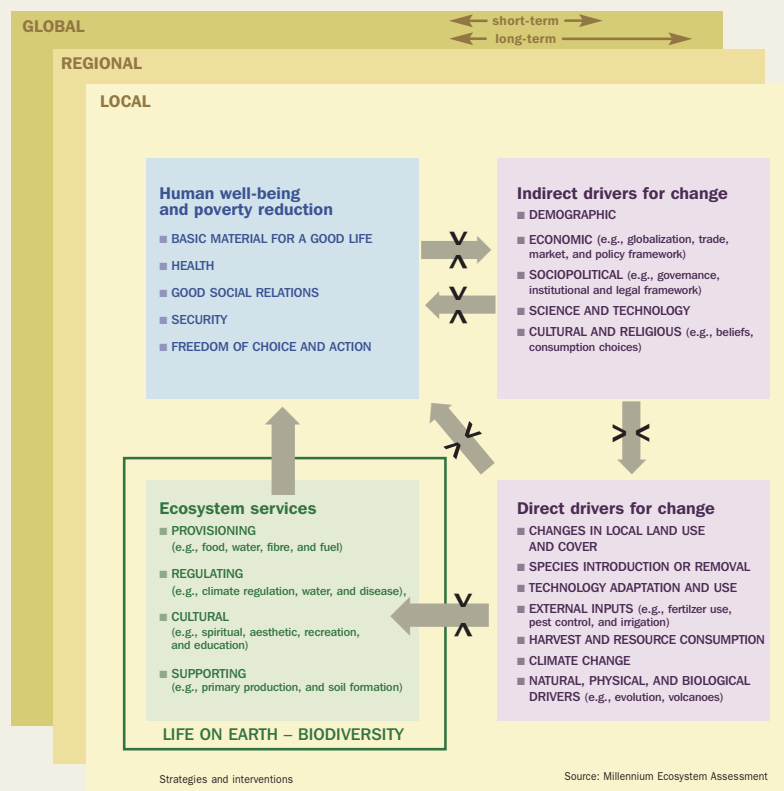 GLOBAL
short-term
long-term
REGIONAL
LOCAL
Human well-being
and poverty reduction
BASIC MATERIAL FOR A GOOD LIFE
HEALTH
GOOD SOCIAL RELATIONS
SECURITY
FREEDOM OF CHOICE AND ACTION
Indirect drivers for change
DEMOGRAPHIC
ECONOMIC (e.g., globalization, trade,
market, and policy framework)
SOCIOPOLITICAL (e.g., governance,
institutional and legal framework)
SCIENCE AND TECHNOLOGY
CULTURAL AND RELIGIOUS (e.g., beliefs,
consumption choices)
Ecosystem services
PROVISIONING
(e.g., food, water, fibre, and fuel)
REGULATING
(e.g., climate regulation, water, and disease),
CULTURAL
(e.g., spiritual, aesthetic, recreation,
and education)
SUPPORTING
(e.g., primary production, and soil formation)
LIFE ON EARTH – BIODIVERSITY
Direct drivers for change
CHANGES IN LOCAL LAND USE
AND COVER
SPECIES INTRODUCTION OR REMOVAL
TECHNOLOGY ADAPTATION AND USE
EXTERNAL INPUTS (e.g., fertilzer use,
pest control, and irrigation)
HARVEST AND RESOURCE CONSUMPTION
CLIMATE CHANGE
NATURAL, PHYSICAL, AND BIOLOGICAL
DRIVERS (e.g., evolution, volcanoes)
Strategies and interventions
Source: Millennium Ecosystem Assessment